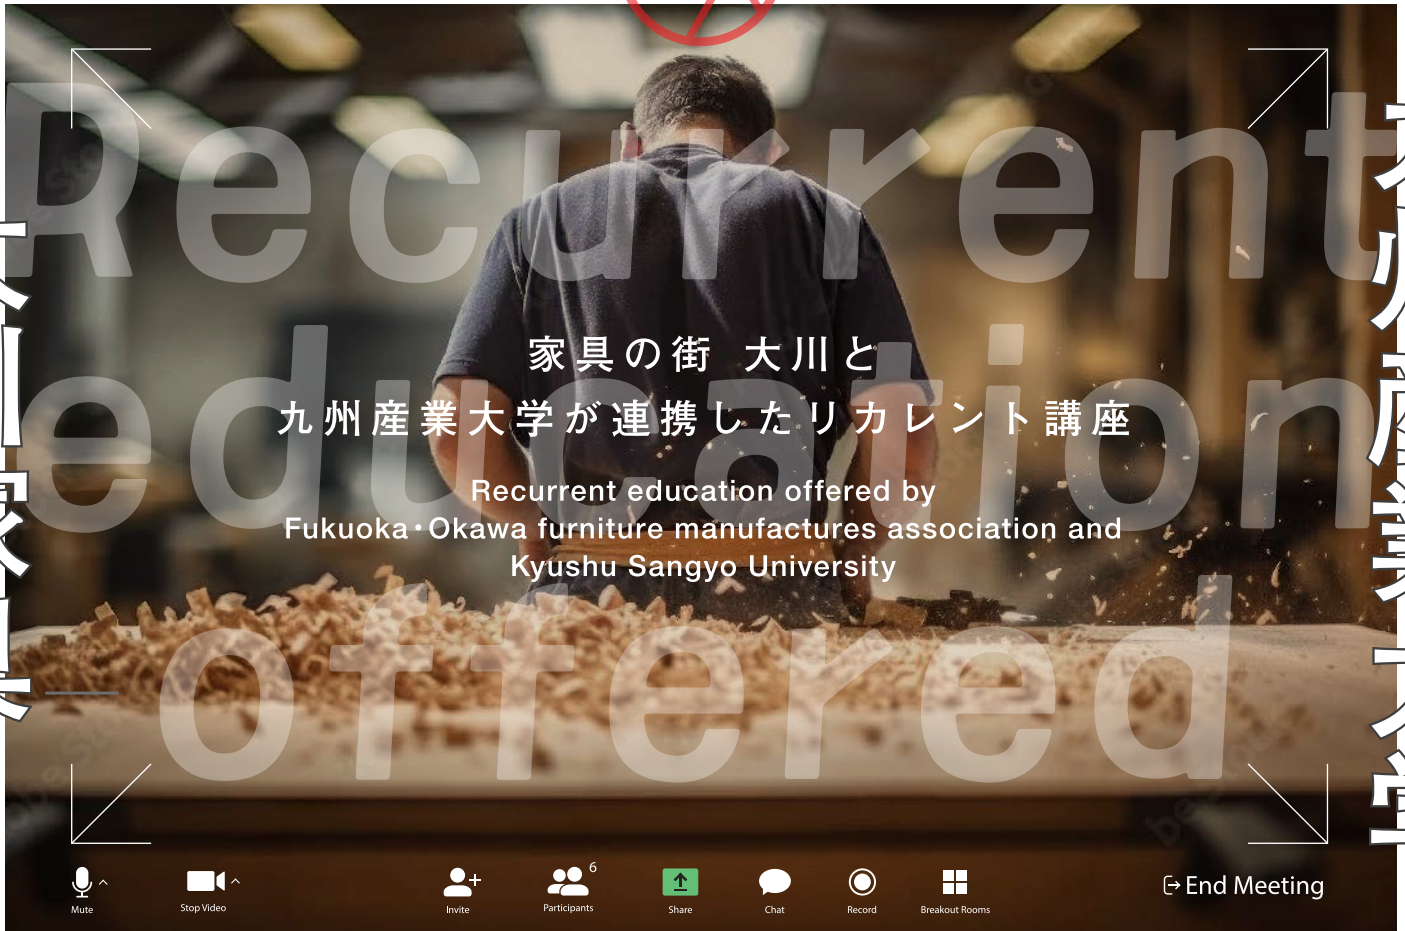 Recurrent
education
offered
家具の街 大川と
九州産業大学が連携したリカレント講座
Recurrent education offered by
Fukuoka・Okawa furniture manufactures association and
Kyushu Sangyo University
6
Mute
Stop Video
Invite
Participants
Share
Chat
Record
Breakout Rooms
End Meeting